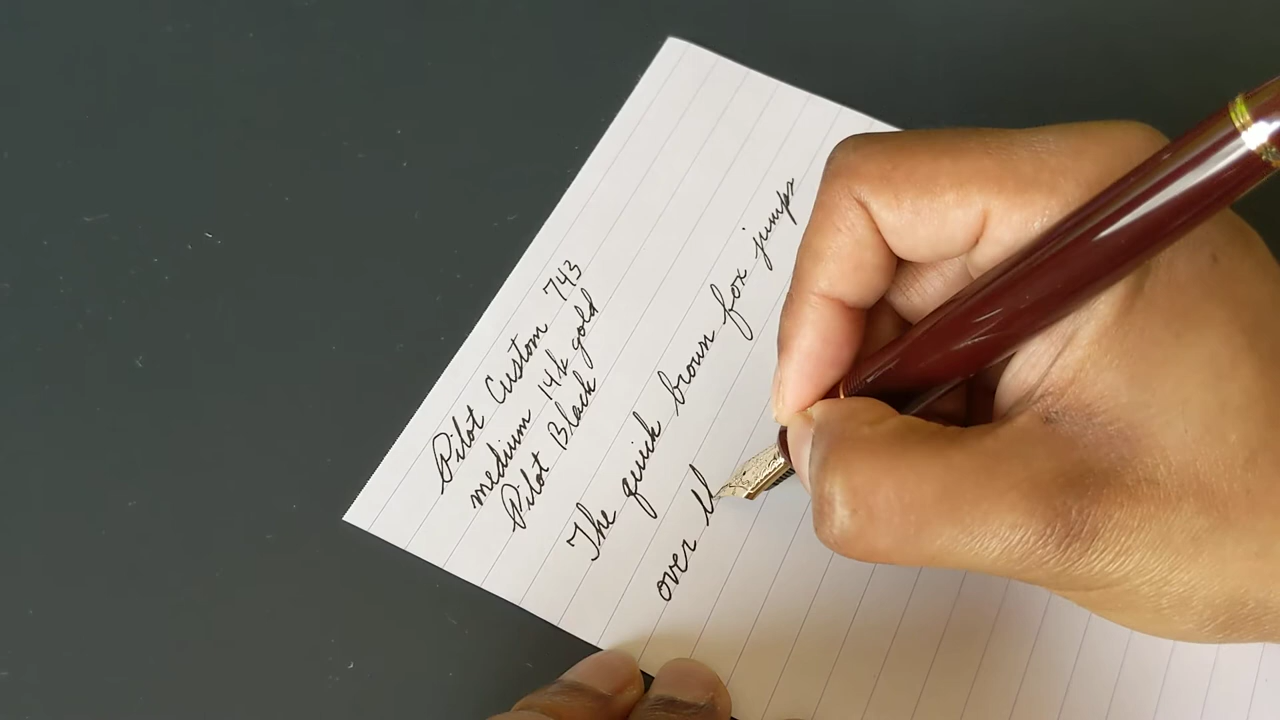 Pilot Custom 743
medium 14k gold
Pilot Black
The quick brown fox jumps
over